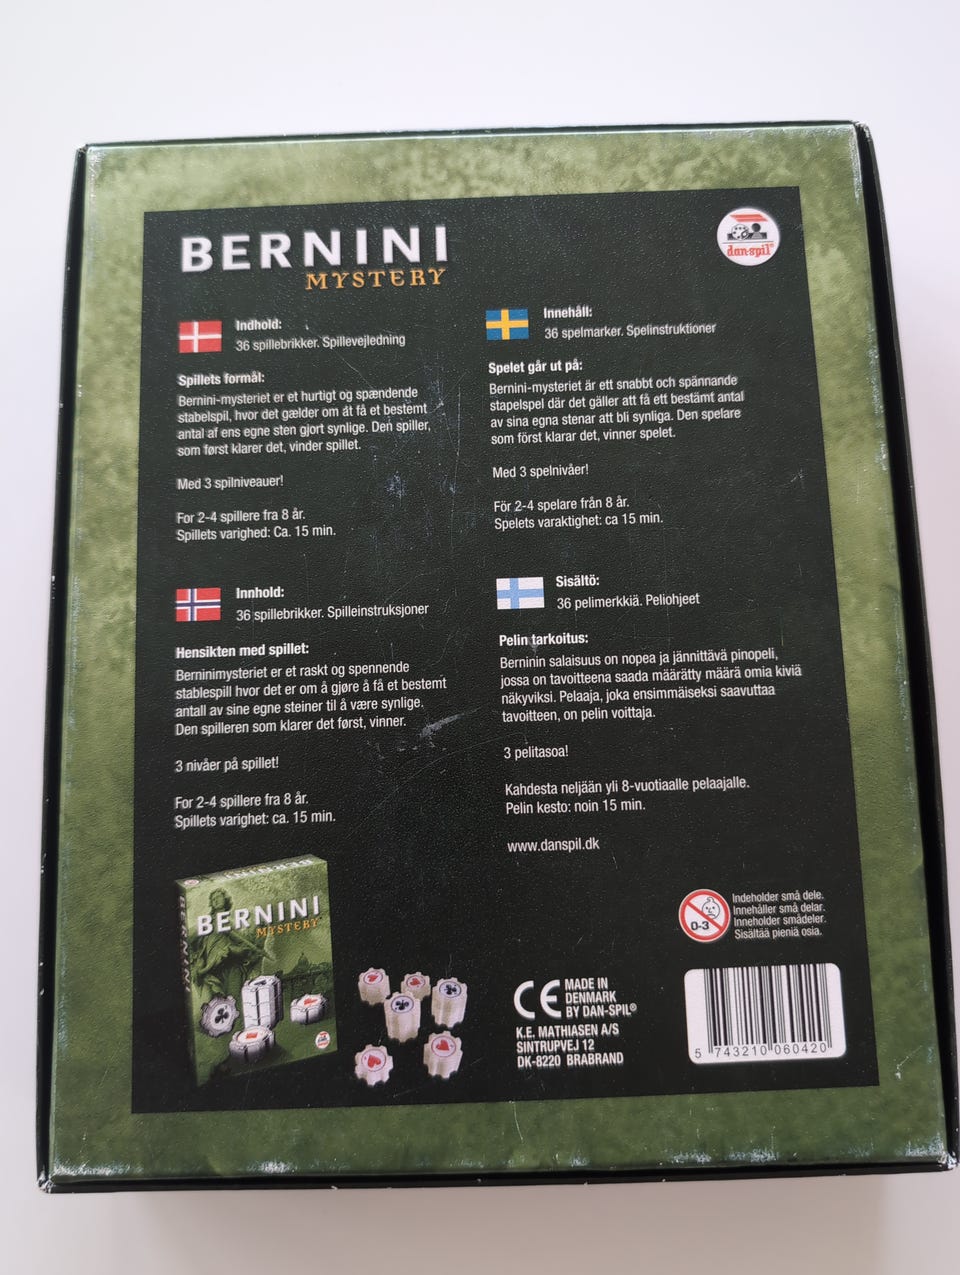 BERNINI
MYSTERY
dan-spil®
Indhold:
36 spillebrikker. Spillevejledning
Spillets formål:
Bernini-mysteriet er et hurtigt og spændende
stabelspil, hvor det gælder om åt få et bestemt
antal af ens egne sten gjort synlige. Den spiller,
som først klarer det, vinder spillet.
Med 3 spilniveauer!
For 2-4 spillere fra 8 år.
Spillets varighed: Ca. 15 min.
Innehåll:
36 spelmarker. Spelinstruktioner
Spelet går ut på:
Bernini-mysteriet är ett snabbt och spännande
stapelspel där det gäller att få ett bestämt antal
av sina egna stenar att bli synliga. Den spelare
som först klarar det, vinner spelet.
Med 3 spelnivåer!
För 2-4 spelare från 8 år.
Spelets varaktighet: ca 15 min.
Innhold:
36 spillebrikker. Spilleinstruksjoner
Hensikten med spillet:
Berninimysteriet er et raskt og spennende
stablespill hvor det er om å gjøre å få et bestemt
antall av sine egne steiner til å være synlige.
Den spilleren som klarer det først, vinner.
3 nivåer på spillet!
For 2-4 spillere fra 8 år.
Spillets varighet: ca. 15 min.
Sisältö:
36 pelimerkkiä. Peliohjeet
Pelin tarkoitus:
Berninin salaisuus on nopea ja jännittävä pinopeli,
jossa on tavoitteena saada määrätty määrä omia kiviä
näkyviksi. Pelaaja, joka ensimmäiseksi saavuttaa
tavoitteen, on pelin voittaja.
3 pelitasoa!
Kahdesta neljään yli 8-vuotiaalle pelaajalle.
Pelin kesto: noin 15 min.
www.danspil.dk
BERNINI
BERNINI
BERNINI
MYSTERY
0-3
Indeholder små dele.
Innehåller små delar.
Inneholder smådeler.
Sisältää pieniä osia.
CE
MADE IN
DENMARK
BY DAN-SPIL®
K.E. MATHIASEN A/S
SINTRUPVEJ 12
DK-8220 BRABRAND
5 743210 060420